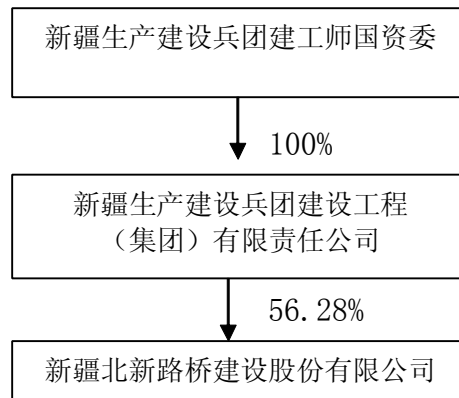 新疆生产建设兵团建工师国资委
100%
新疆生产建设兵团建设工程
（集团）有限责任公司
56.28%
新疆北新路桥建设股份有限公司